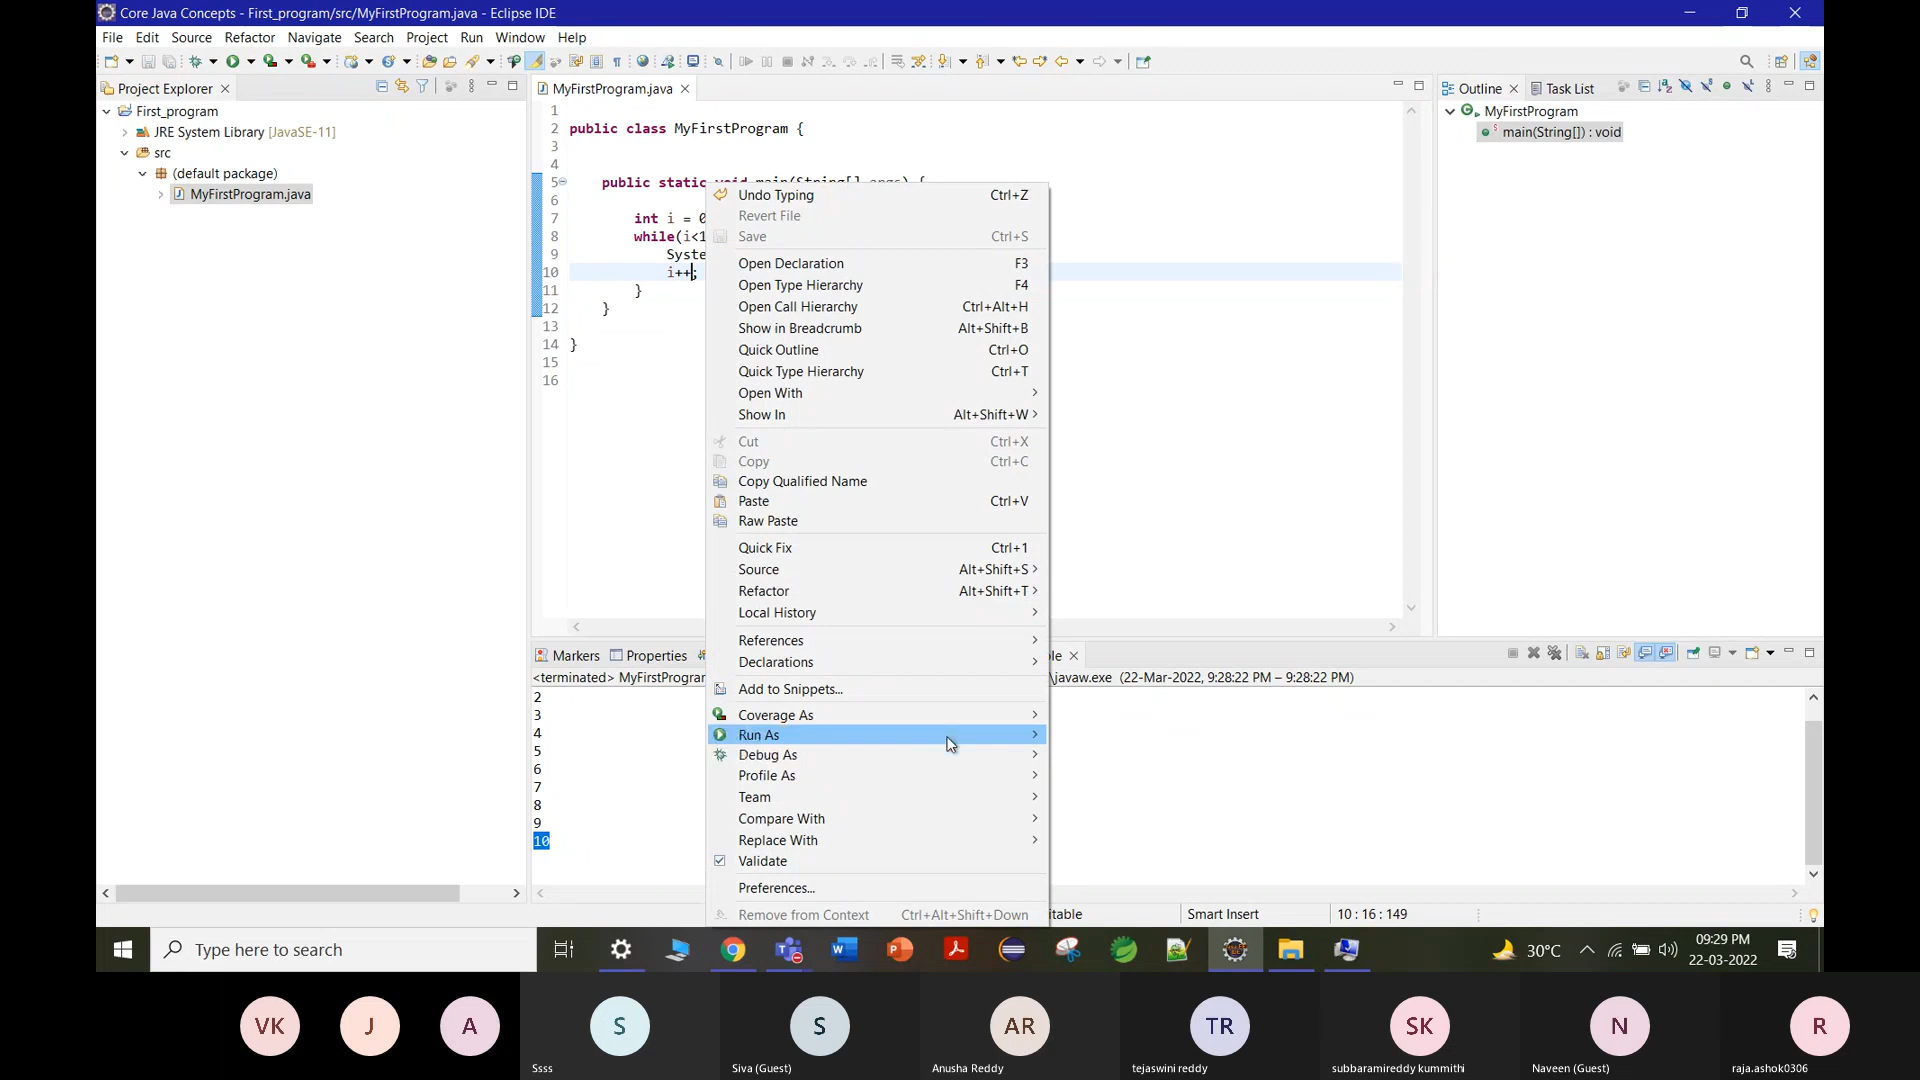 Core Java Concepts - First_program/src/MyFirstProgram.java - Eclipse IDE
File Edit Source Refactor Navigate Search Project Run Window Help
Project Explorer
First_program
JRE System Library [JavaSE-11]
src
(default package)
MyFirstProgram.java
MyFirstProgram.java
1
2 public class MyFirstProgram {
3
4
5 public static void main(String[] args) {
6
7 int i = 0
8 while(i<1
9 Syste
10 i++;
11 }
12 }
13
14 }
15
16
Undo Typing Ctrl+Z
Revert File
Save Ctrl+S
Open Declaration F3
Open Type Hierarchy F4
Open Call Hierarchy Ctrl+Alt+H
Show in Breadcrumb Alt+Shift+B
Quick Outline Ctrl+O
Quick Type Hierarchy Ctrl+T
Open With
Show In Alt+Shift+W
Cut Ctrl+X
Copy Ctrl+C
Copy Qualified Name
Paste Ctrl+V
Raw Paste
Quick Fix Ctrl+1
Source Alt+Shift+S
Refactor Alt+Shift+T
Local History
References
Declarations
Add to Snippets...
Coverage As
Run As
Debug As
Profile As
Team
Compare With
Replace With
Validate
Preferences...
Remove from Context Ctrl+Alt+Shift+Down
Outline Task List
MyFirstProgram
main(String[]) : void
Markers Properties le
<terminated> MyFirstProgra \javaw.exe (22-Mar-2022, 9:28:22 PM – 9:28:22 PM)
2
3
4
5
6
7
8
9
10
itable Smart Insert 10 : 16 : 149
Type here to search
30°C
09:29 PM
22-03-2022
VK J A S S AR TR SK N R
Ssss Siva (Guest) Anusha Reddy tejaswini reddy subbaramireddy kummithi Naveen (Guest) raja.ashok0306